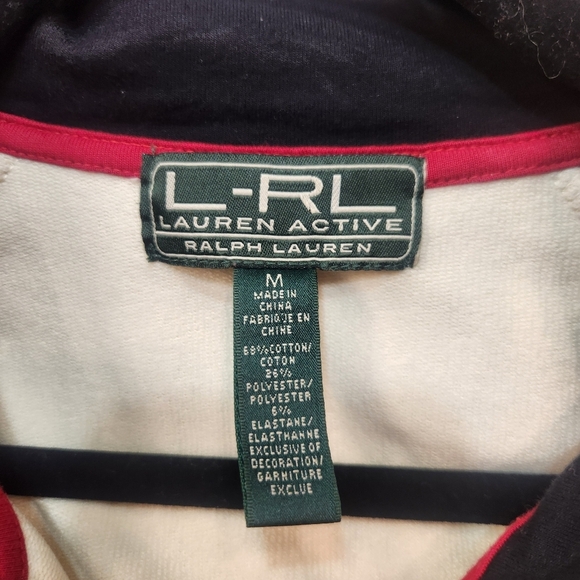 L-RL
LAUREN ACTIVE
RALPH LAUREN
M
MADE IN
CHINA
FABRIQUE EN
CHINE
68%COTTON/
COTON
26%
POLYESTER/
POLYESTER
6%
ELASTANE/
ELASTHANNE
EXCLUSIVE OF
DECORATION/
GARNITURE
EXCLUE